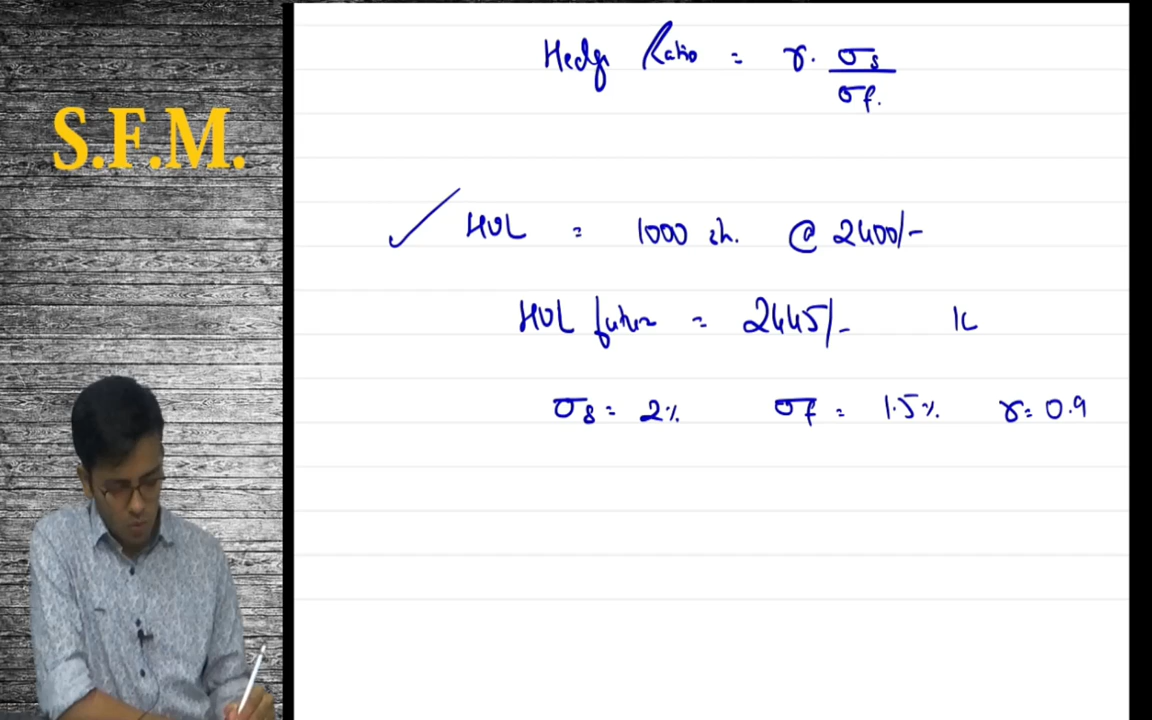 S.F.M.
Hedge Ratio = r. σs
σf.
HUL = 1000 sh. @ 2400/-
HUL future = 2445/-
σs = 2% σf = 1.5% r = 0.9